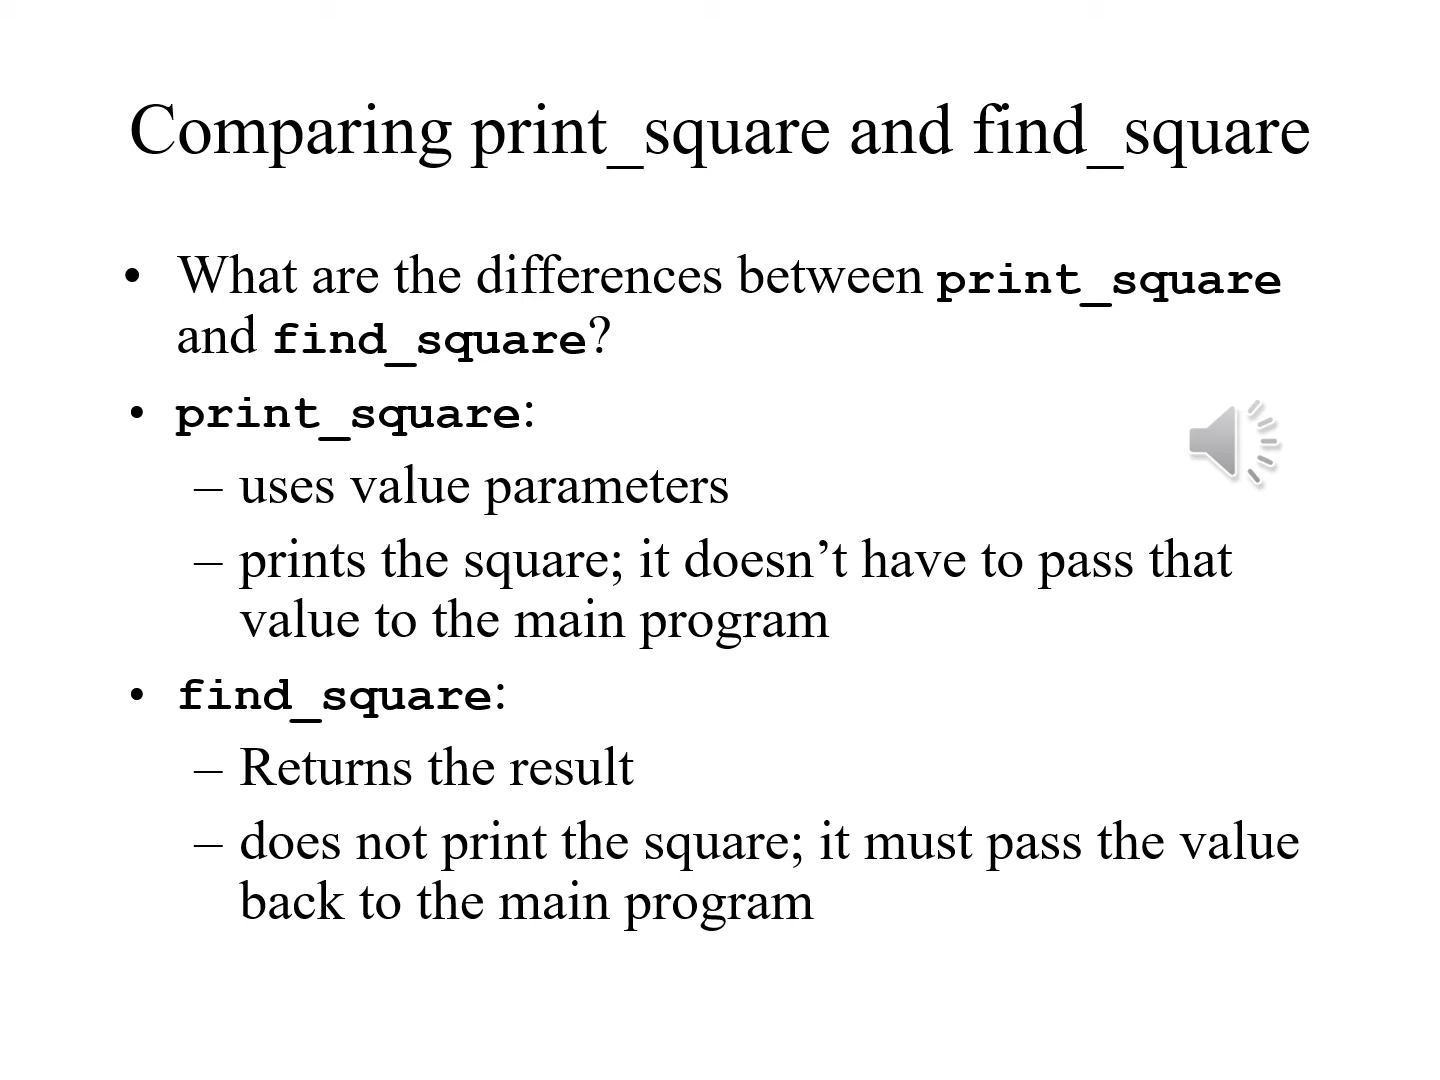 Comparing print_square and find_square
• What are the differences between print_square
and find_square?
• print_square:
– uses value parameters
– prints the square; it doesn’t have to pass that
value to the main program
• find_square:
– Returns the result
– does not print the square; it must pass the value
back to the main program